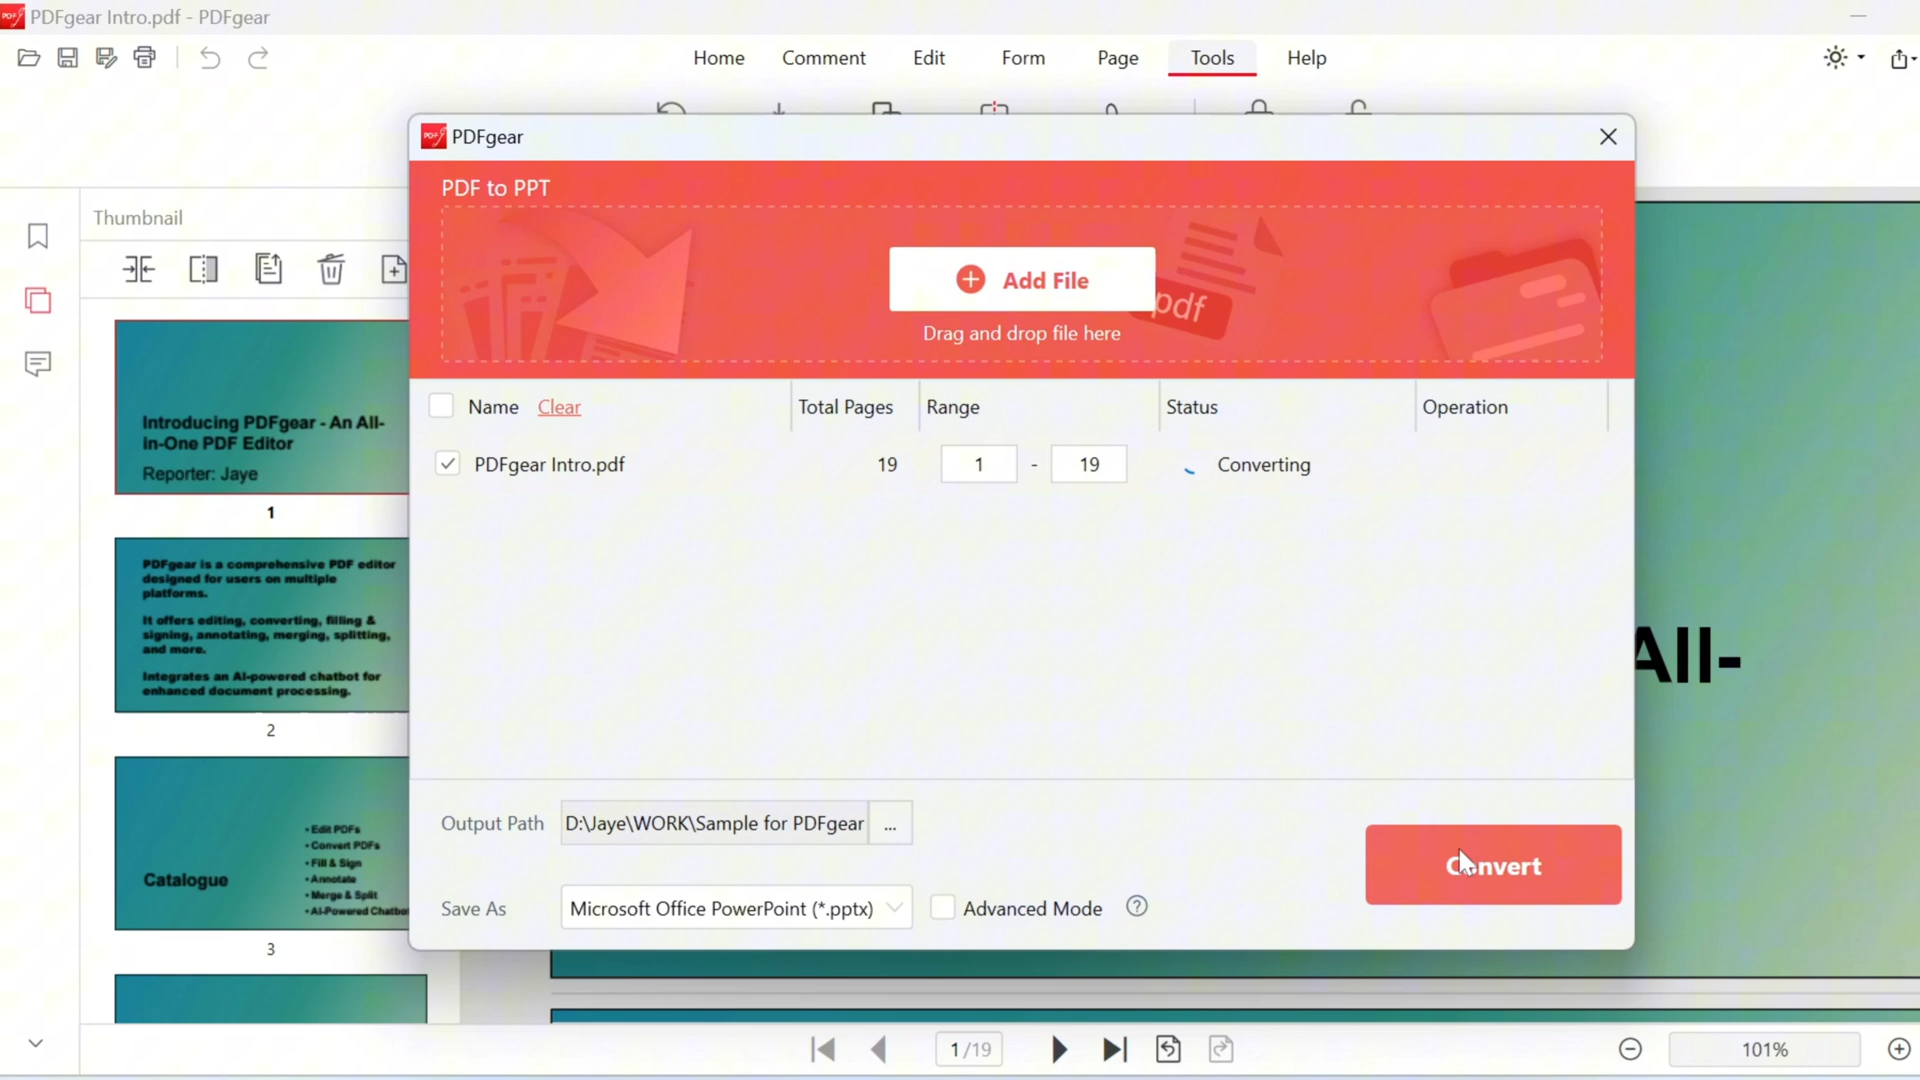 PDFgear Intro.pdf - PDFgear
Home Comment Edit Form Page Tools Help
PDFgear
PDF to PPT
Add File
pdf
Drag and drop file here
Thumbnail
Name Clear Total Pages Range Status Operation
PDFgear Intro.pdf 19 1 - 19 Converting
Introducing PDFgear - An All-
in-One PDF Editor
Reporter: Jaye
1
PDFgear is a comprehensive PDF editor
designed for users on multiple
platforms.
It offers editing, converting, filling &
signing, annotating, merging, splitting,
and more.
Integrates an AI-powered chatbot for
enhanced document processing.
2
All-
Catalogue
• Edit PDFs
• Convert PDFs
• Fill & Sign
• Annotate
• Merge & Split
• AI-Powered Chatbo
3
Output Path D:\Jaye\WORK\Sample for PDFgear ...
Convert
Save As Microsoft Office PowerPoint (*.pptx) Advanced Mode
1 /19
101%